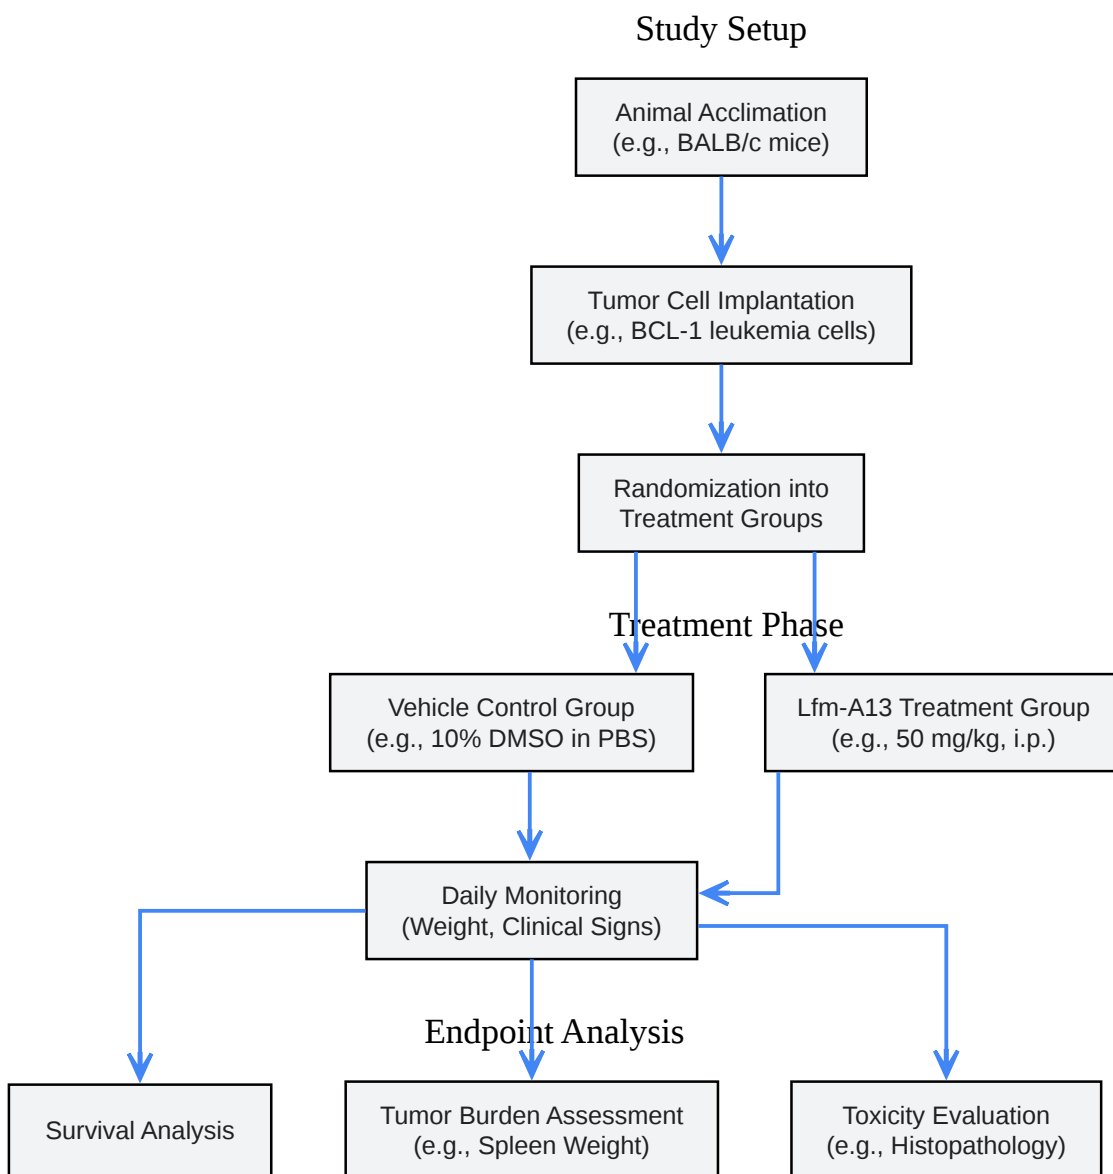 Study Setup
Animal Acclimation
(e.g., BALB/c mice)
Tumor Cell Implantation
(e.g., BCL-1 leukemia cells)
Randomization into
Treatment Groups
Treatment Phase
Vehicle Control Group
(e.g., 10% DMSO in PBS)
Lfm-A13 Treatment Group
(e.g., 50 mg/kg, i.p.)
Daily Monitoring
(Weight, Clinical Signs)
Endpoint Analysis
Survival Analysis
Tumor Burden Assessment
(e.g., Spleen Weight)
Toxicity Evaluation
(e.g., Histopathology)